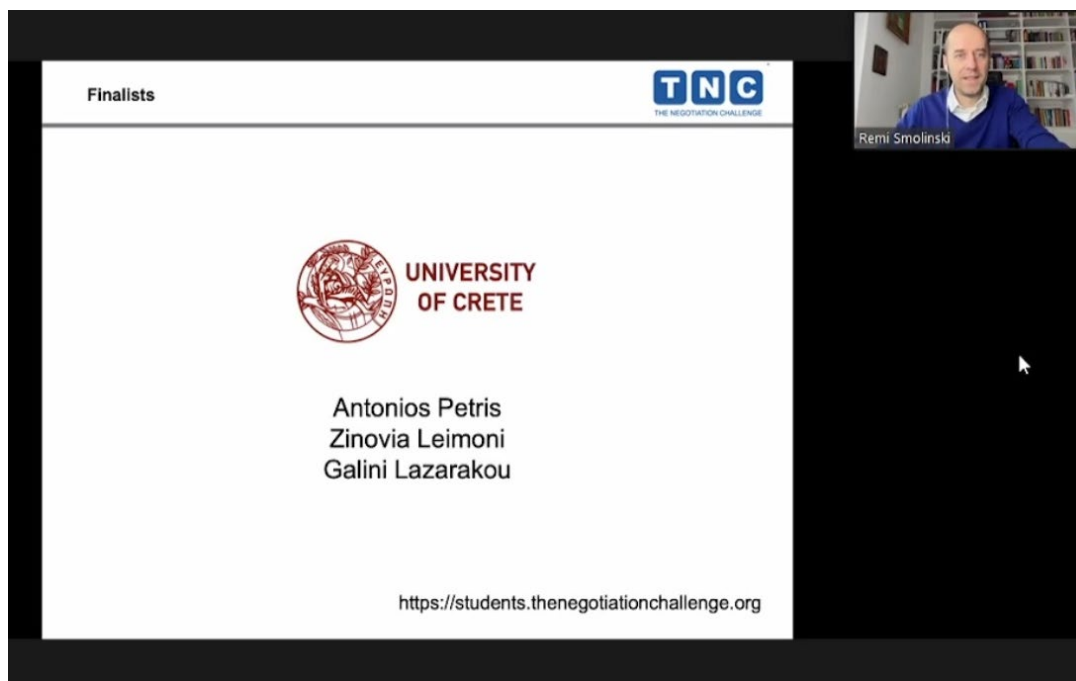 Finalists
TNC
THE NEGOTIATION CHALLENGE
Remi Smolinski
ΕΥΡΩΠΗ
UNIVERSITY
OF CRETE
Antonios Petris
Zinovia Leimoni
Galini Lazarakou
https://students.thenegotiationchallenge.org